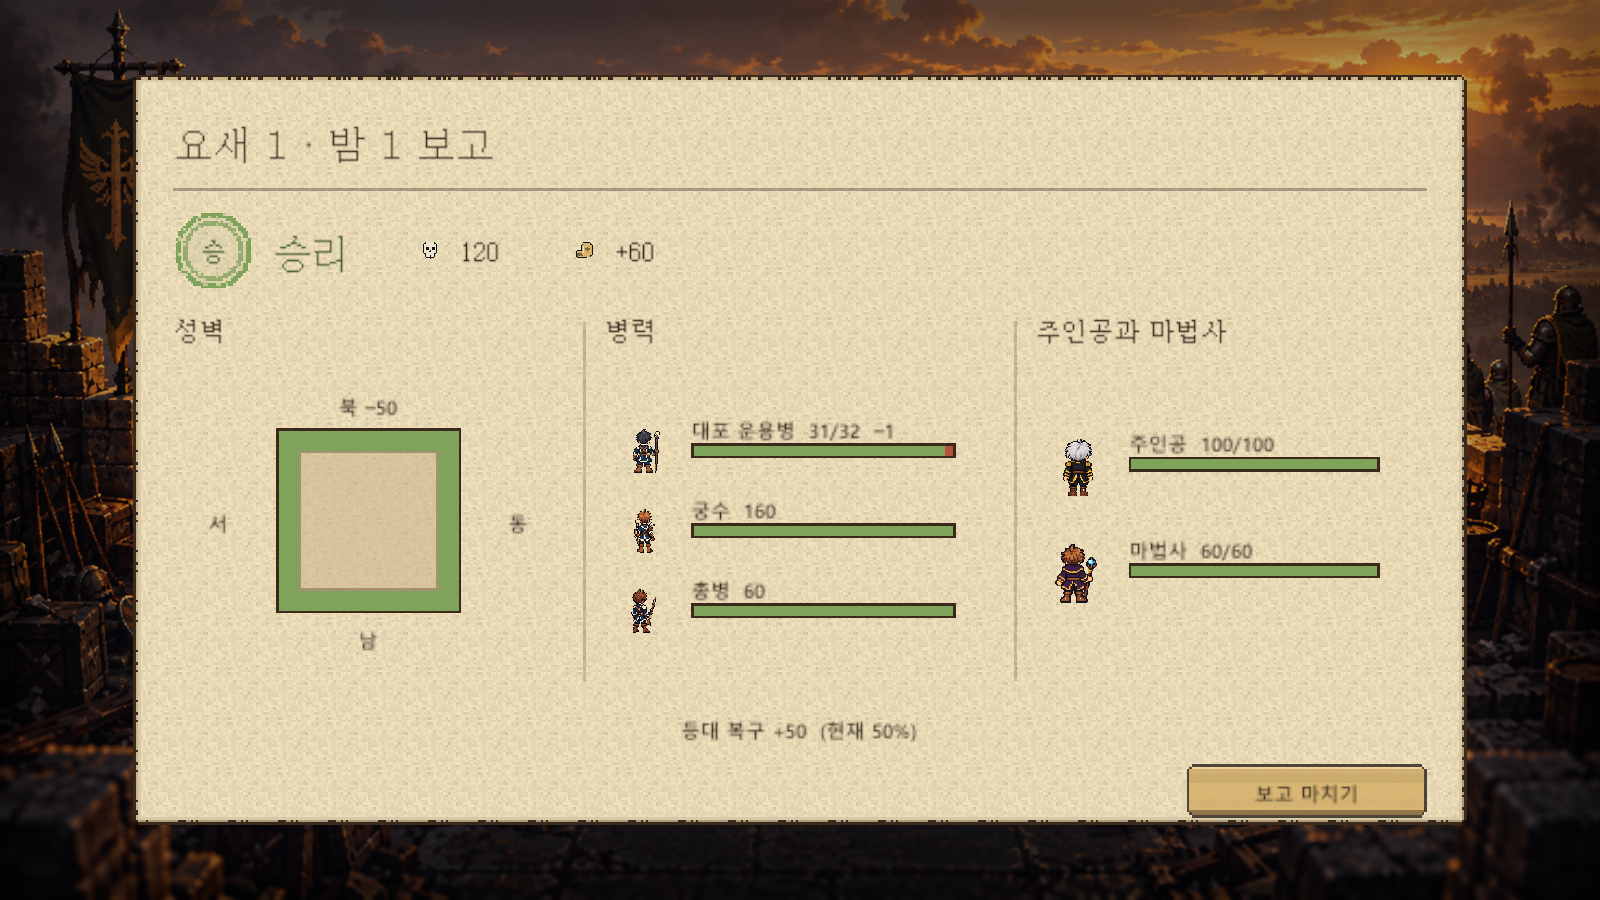 요새 1 · 밤 1 보고
승 승리 120 +60
성벽
북 -50
서
동
남
병력
대포 운용병 31/32 -1
궁수 160
총병 60
주인공과 마법사
주인공 100/100
마법사 60/60
등대 복구 +50 (현재 50%)
보고 마치기